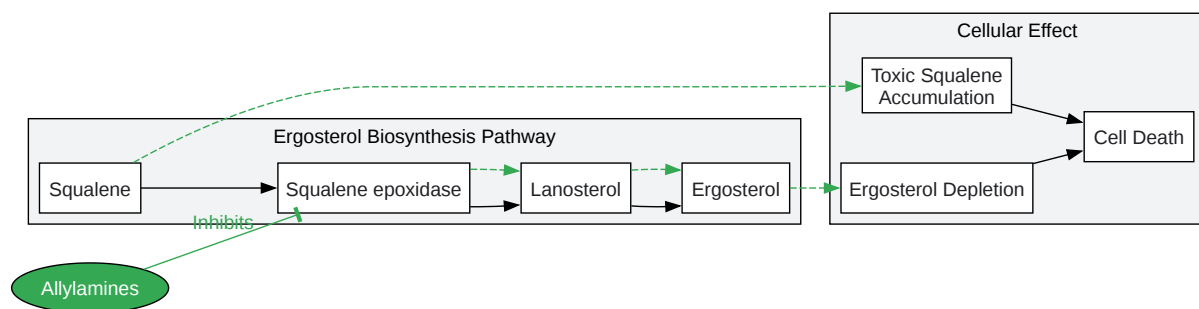 Cellular Effect
Toxic Squalene
Accumulation
Cell Death
Ergosterol Biosynthesis Pathway
Squalene
Squalene epoxidase
Lanosterol
Ergosterol
Ergosterol Depletion
Inhibits
Allylamines